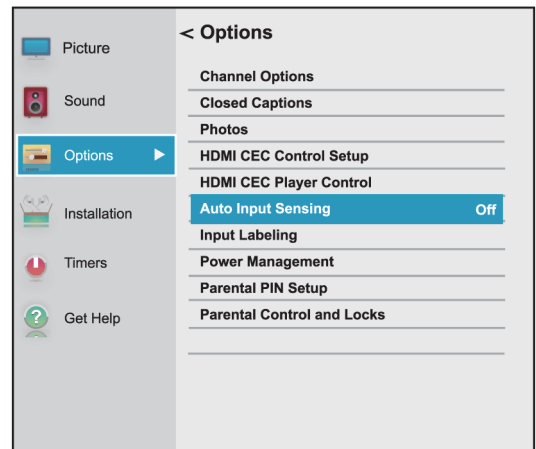 Picture
Sound
Options
Installation
Timers
Get Help
< Options
Channel Options
Closed Captions
Photos
HDMI CEC Control Setup
HDMI CEC Player Control
Auto Input Sensing Off
Input Labeling
Power Management
Parental PIN Setup
Parental Control and Locks